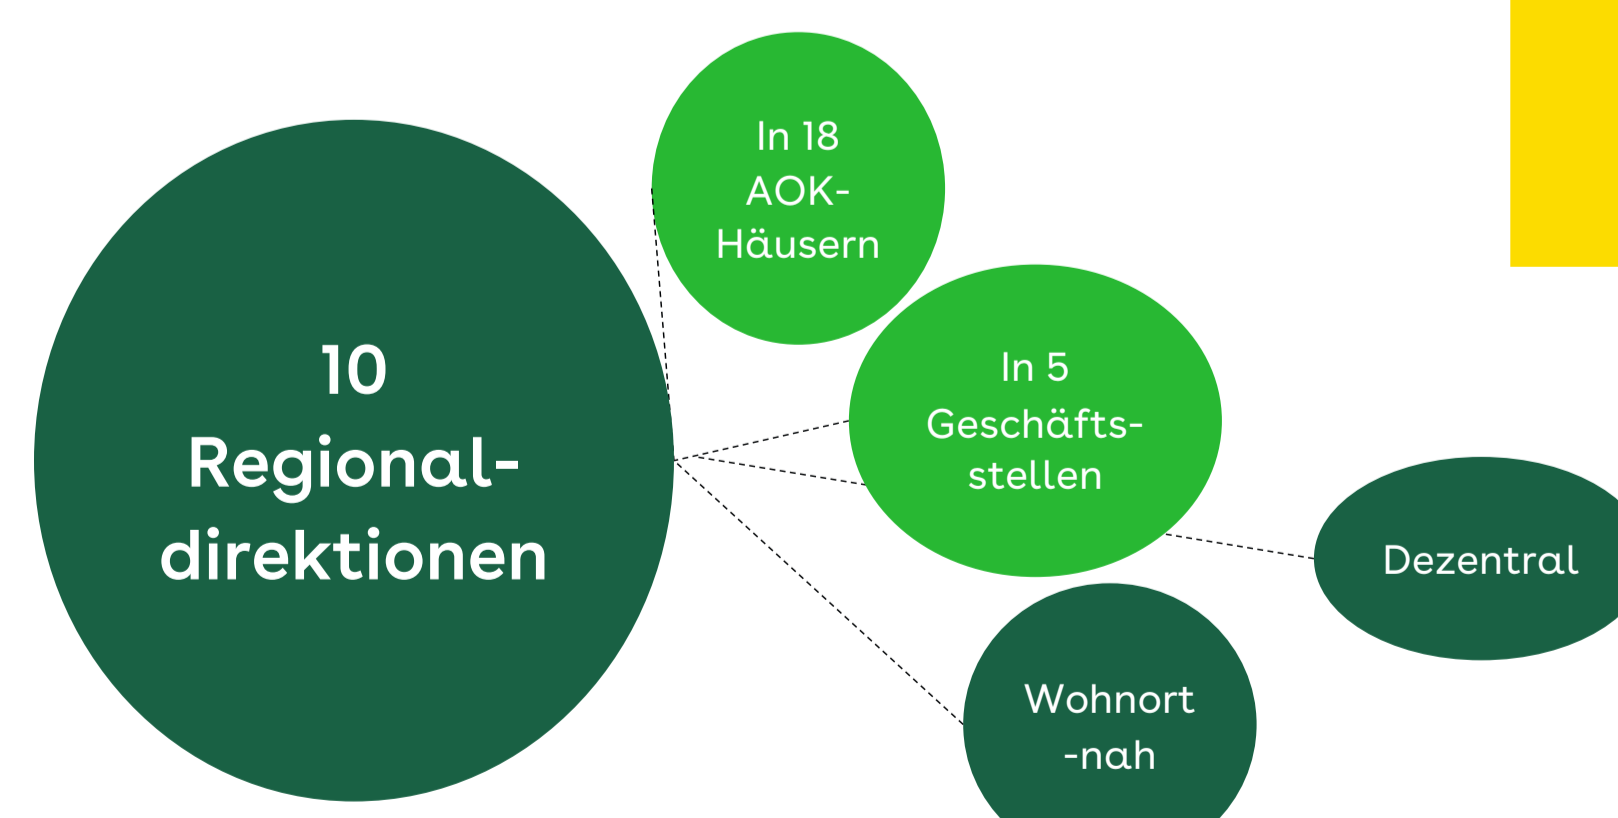 10
Regional-
direktionen
In 18
AOK-
Häusern
In 5
Geschäfts-
stellen
Dezentral
Wohnort
-nah